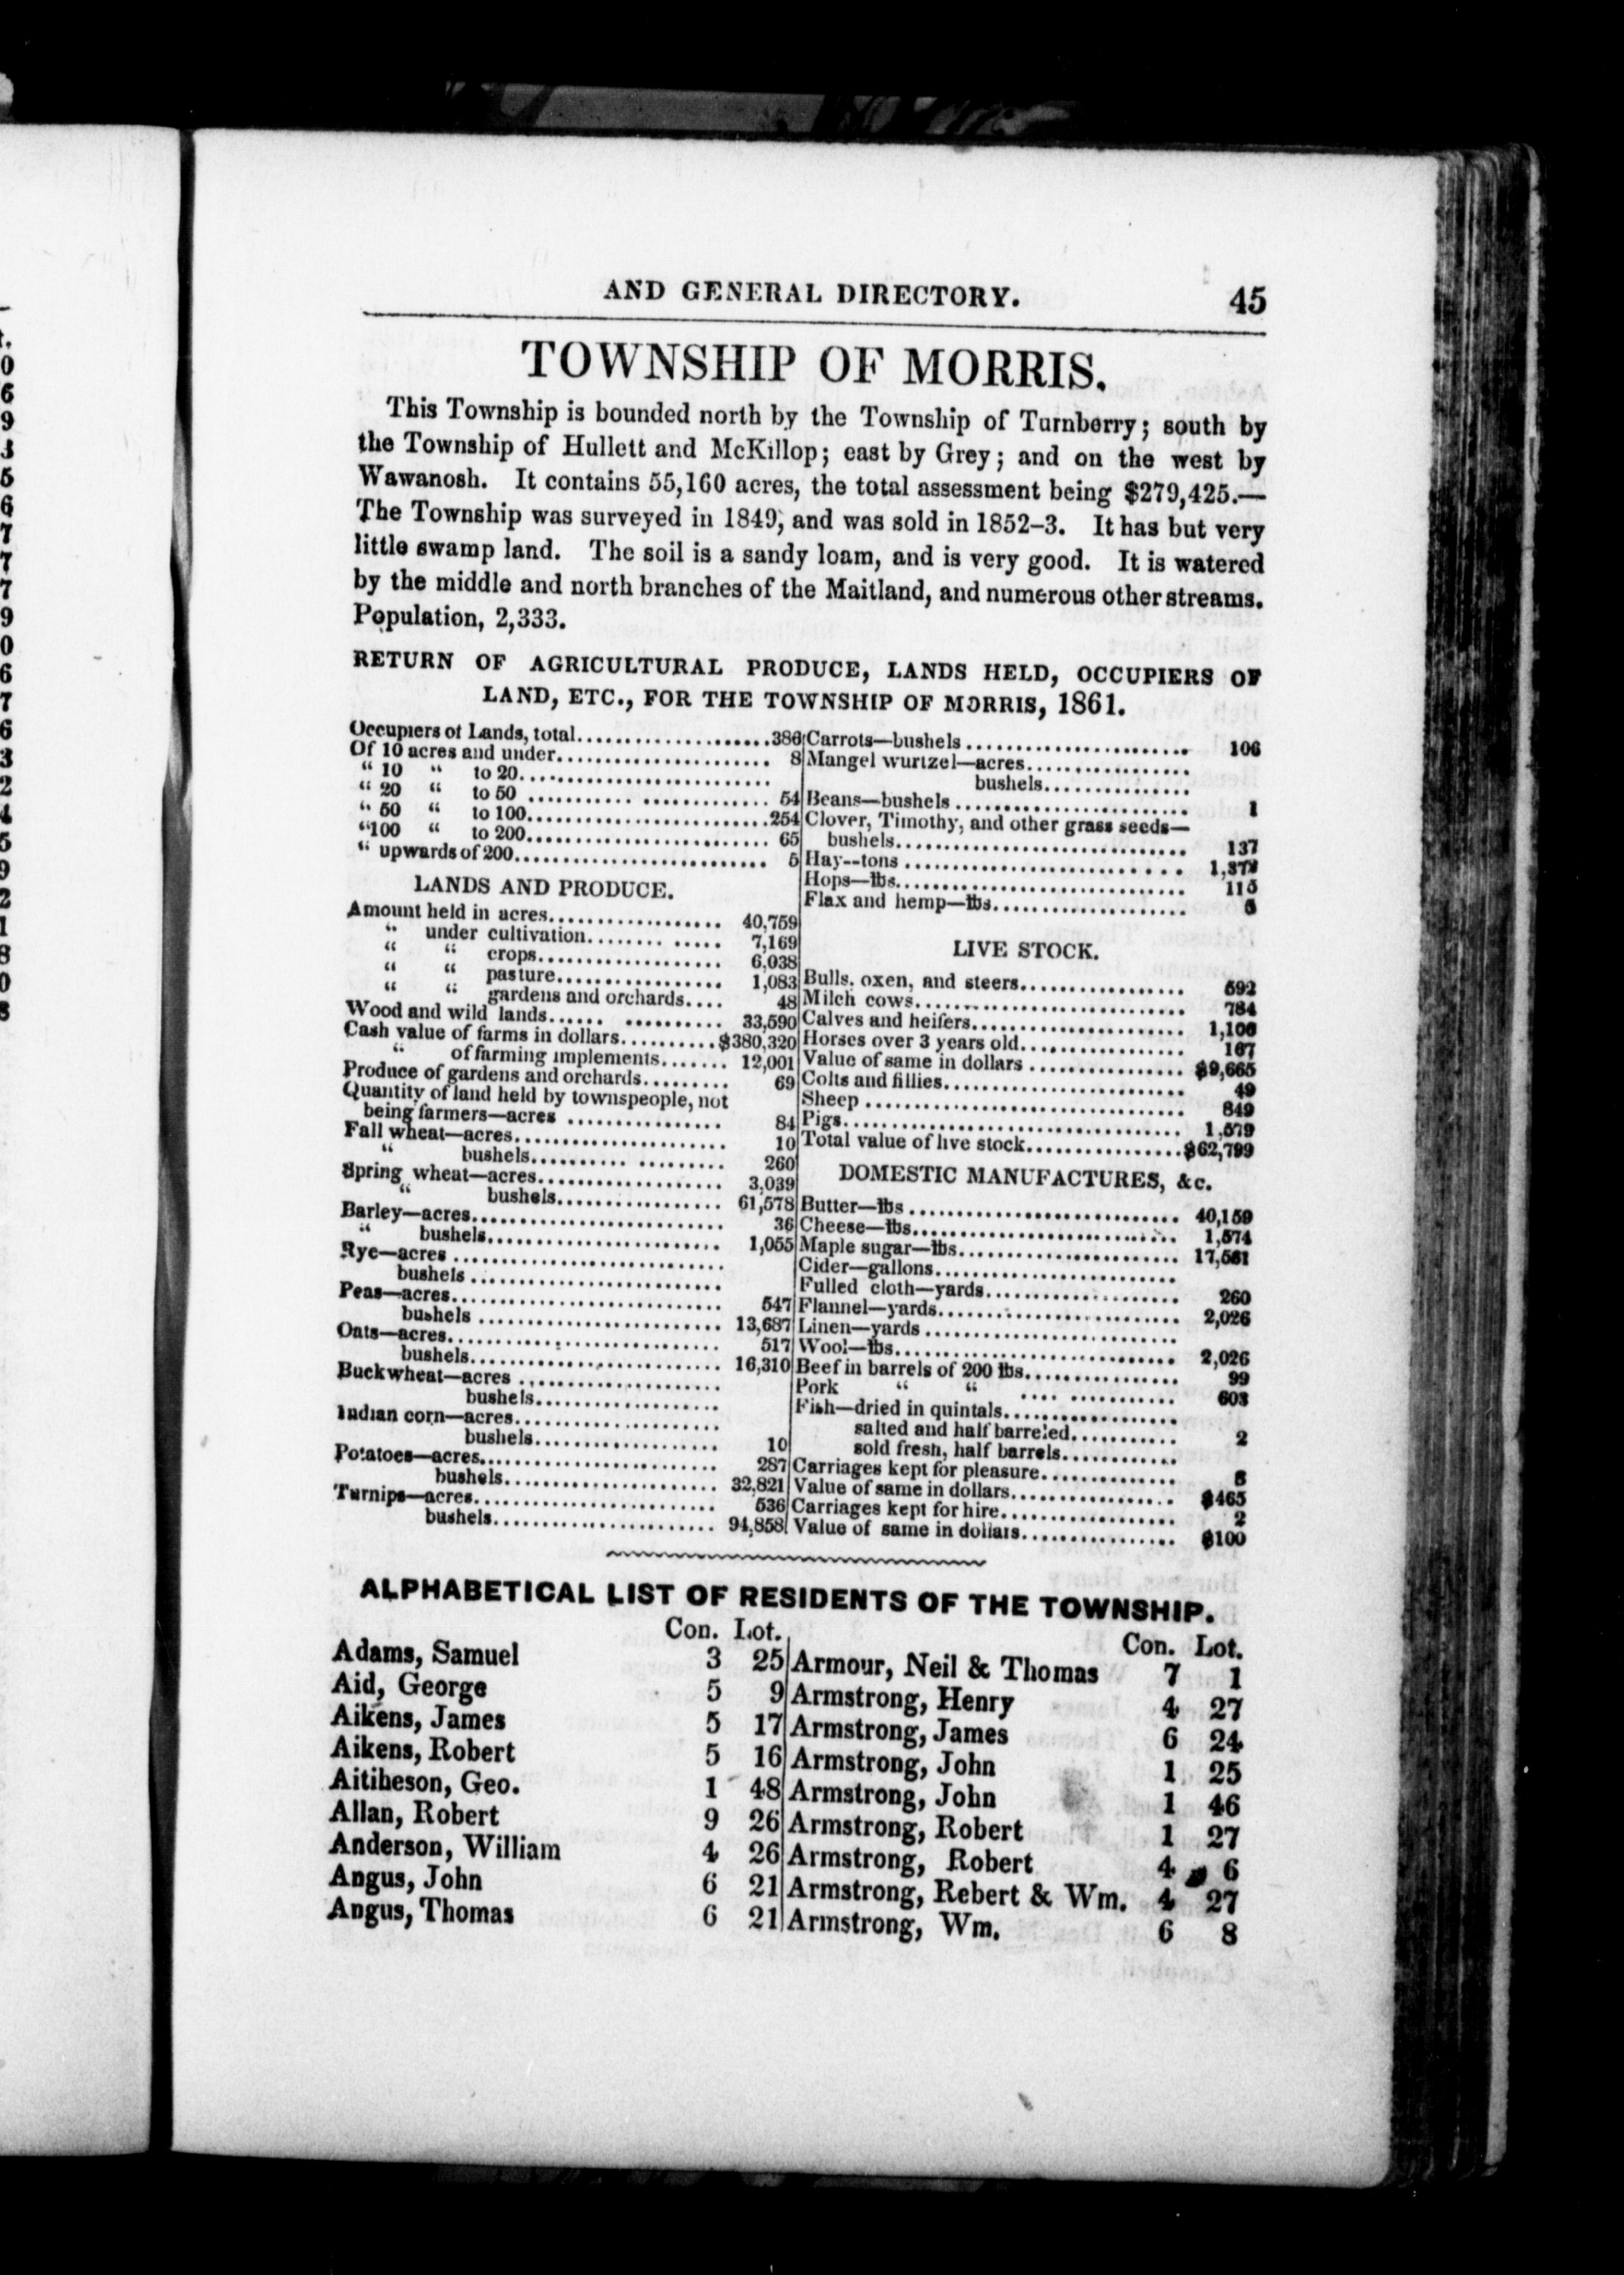 AND GENERAL DIRECTORY. 45
TOWNSHIP OF MORRIS.
This Township is bounded north by the Township of Turnberry; south by
the Township of Hullett and McKillop; east by Grey; and on the west by
Wawanosh. It contains 55,160 acres, the total assessment being $279,425.—
The Township was surveyed in 1849, and was sold in 1852-3. It has but very
little swamp land. The soil is a sandy loam, and is very good. It is watered
by the middle and north branches of the Maitland, and numerous other streams.
Population, 2,333.
RETURN OF AGRICULTURAL PRODUCE, LANDS HELD, OCCUPIERS OF
LAND, ETC., FOR THE TOWNSHIP OF MORRIS, 1861.
Occupiers of Lands, total....................386
Of 10 acres and under...................... 8
" 10 " to 20..........................
" 20 " to 50 .......................... 54
" 50 " to 100.........................254
"100 " to 200......................... 65
" upwards of 200.......................... 5
LANDS AND PRODUCE.
Amount held in acres.................. 40,759
" under cultivation............. 7,169
" " crops................... 6,038
" " pasture................. 1,083
" " gardens and orchards.... 48
Wood and wild lands................ 33,590
Cash value of farms in dollars..........$380,320
" of farming implements....... 12,001
Produce of gardens and orchards......... 69
Quantity of land held by townspeople, not
being farmers—acres ................ 84
Fall wheat—acres...................... 10
" bushels.................... 260
Spring wheat—acres................... 3,039
" bushels................. 61,578
Barley—acres.......................... 36
" bushels........................ 1,055
Rye—acres ............................
bushels ..........................
Peas—acres............................ 547
bushels ......................... 13,687
Oats—acres............................ 517
bushels.......................... 16,310
Buckwheat—acres .....................
bushels...................
Indian corn—acres.....................
bushels................... 10
Potatoes—acres........................ 287
bushels...................... 32,821
Turnips—acres......................... 536
bushels....................... 94,858
Carrots—bushels ....................... 106
Mangel wurtzel—acres.................
bushels...............
Beans—bushels ........................ 1
Clover, Timothy, and other grass seeds—
bushels.............................. 137
Hay--tons ............................. 1,372
Hops—lbs.............................. 115
Flax and hemp—lbs.................... 5
LIVE STOCK.
Bulls, oxen, and steers................. 592
Milch cows............................ 784
Calves and heifers...................... 1,106
Horses over 3 years old................. 167
Value of same in dollars ................ $9,665
Colts and fillies......................... 49
Sheep ................................. 849
Pigs................................... 1,579
Total value of live stock................$62,799
DOMESTIC MANUFACTURES, &c.
Butter—lbs ............................ 40,159
Cheese—lbs............................ 1,574
Maple sugar—lbs....................... 17,561
Cider—gallons.........................
Fulled cloth—yards.................... 260
Flannel—yards......................... 2,026
Linen—yards ..........................
Wool—lbs............................. 2,026
Beef in barrels of 200 lbs................ 99
Pork " " .... ........... 603
Fish—dried in quintals..................
salted and half barreled........... 2
sold fresh, half barrels............
Carriages kept for pleasure.............. 8
Value of same in dollars................. $465
Carriages kept for hire.................. 2
Value of same in dollars................ $100
ALPHABETICAL LIST OF RESIDENTS OF THE TOWNSHIP.
Con. Lot.
Adams, Samuel 3 25
Aid, George 5 9
Aikens, James 5 17
Aikens, Robert 5 16
Aitiheson, Geo. 1 48
Allan, Robert 9 26
Anderson, William 4 26
Angus, John 6 21
Angus, Thomas 6 21
Con. Lot.
Armour, Neil & Thomas 7 1
Armstrong, Henry 4 27
Armstrong, James 6 24
Armstrong, John 1 25
Armstrong, John 1 46
Armstrong, Robert 1 27
Armstrong, Robert 4 6
Armstrong, Rebert & Wm. 4 27
Armstrong, Wm. 6 8